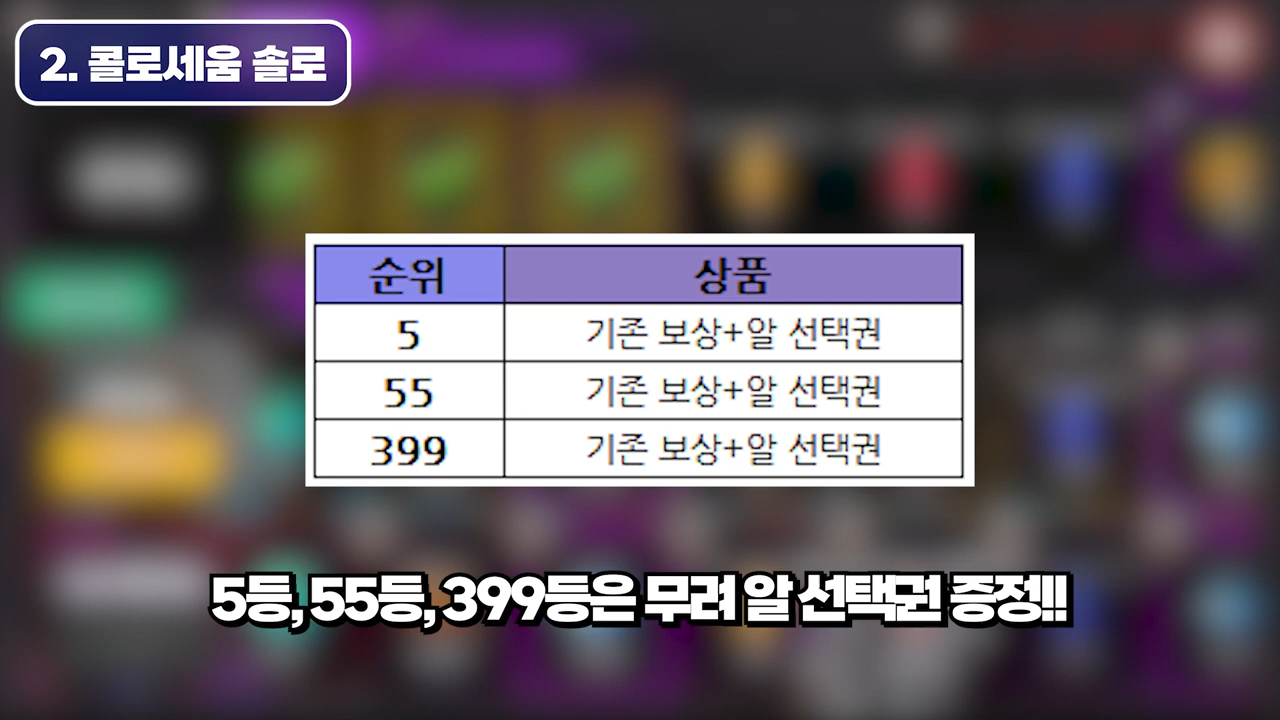 2. 콜로세움 솔로
순위 상품
5 기존 보상+알 선택권
55 기존 보상+알 선택권
399 기존 보상+알 선택권
5등, 55등, 399등은 무려 알 선택권 증정!!